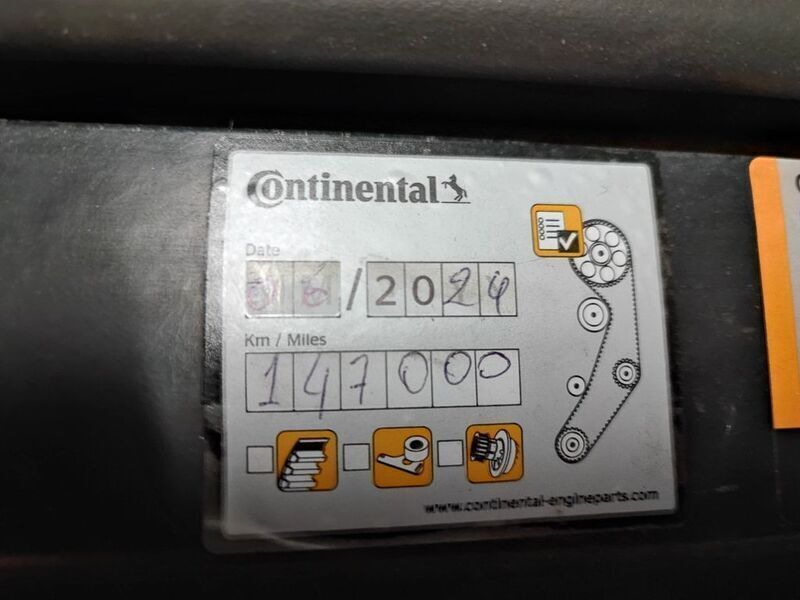 Continental
Date
/2024
Km / Miles
147000
www.continental-engineparts.com